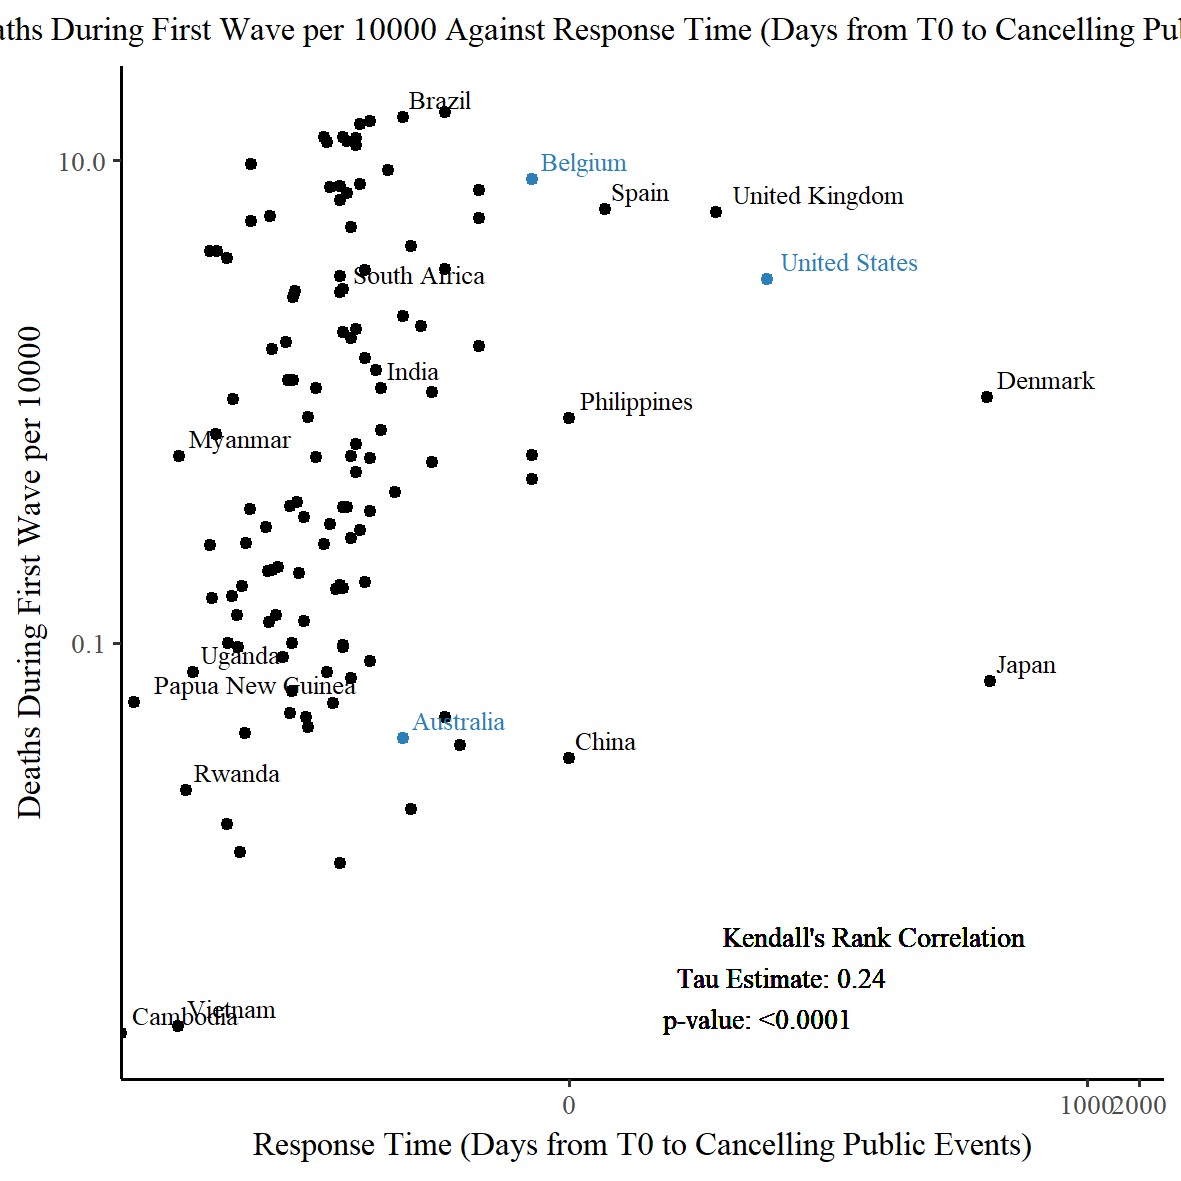 aths During First Wave per 10000 Against Response Time (Days from T0 to Cancelling Pu
Brazil
10.0
Belgium
Spain
United Kingdom
United States
South Africa
India
Denmark
Philippines
Myanmar
Deaths During First Wave per 10000
0.1
Uganda
Japan
Papua New Guinea
Australia
China
Rwanda
Kendall's Rank Correlation
Tau Estimate: 0.24
p-value: <0.0001
Vietnam
Cambodia
0
1000
2000
Response Time (Days from T0 to Cancelling Public Events)